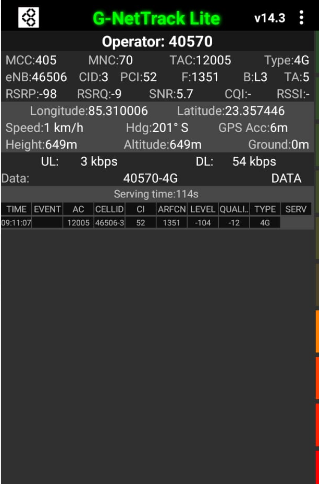 G-NetTrack Lite v14.3
Operator: 40570
MCC:405 MNC:70 TAC:12005 Type:4G
eNB:46506 CID:3 PCI:52 F:1351 B:L3 TA:5
RSRP:-98 RSRQ:-9 SNR:5.7 CQI:- RSSI:-
Longitude:85.310006 Latitude:23.357446
Speed:1 km/h Hdg:201° S GPS Acc:6m
Height:649m Altitude:649m Ground:0m
UL: 3 kbps DL: 54 kbps
Data: 40570-4G DATA
Serving time:114s
TIME EVENT AC CELLID CI ARFCN LEVEL QUALI.. TYPE SERV
09:11:07 12005 46506-3 52 1351 -104 -12 4G